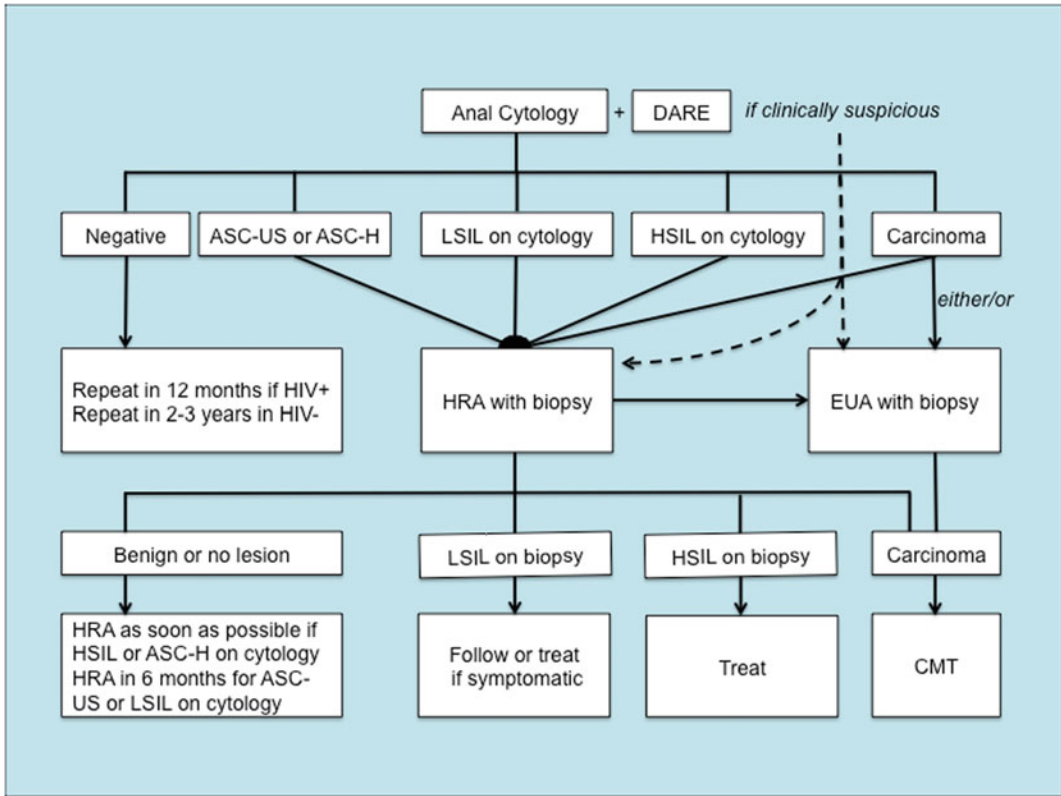 Anal Cytology + DARE if clinically suspicious
Negative
ASC-US or ASC-H
LSIL on cytology
HSIL on cytology
Carcinoma
either/or
Repeat in 12 months if HIV+
Repeat in 2-3 years in HIV-
HRA with biopsy
EUA with biopsy
Benign or no lesion
LSIL on biopsy
HSIL on biopsy
Carcinoma
HRA as soon as possible if
HSIL or ASC-H on cytology
HRA in 6 months for ASC-
US or LSIL on cytology
Follow or treat
if symptomatic
Treat
CMT